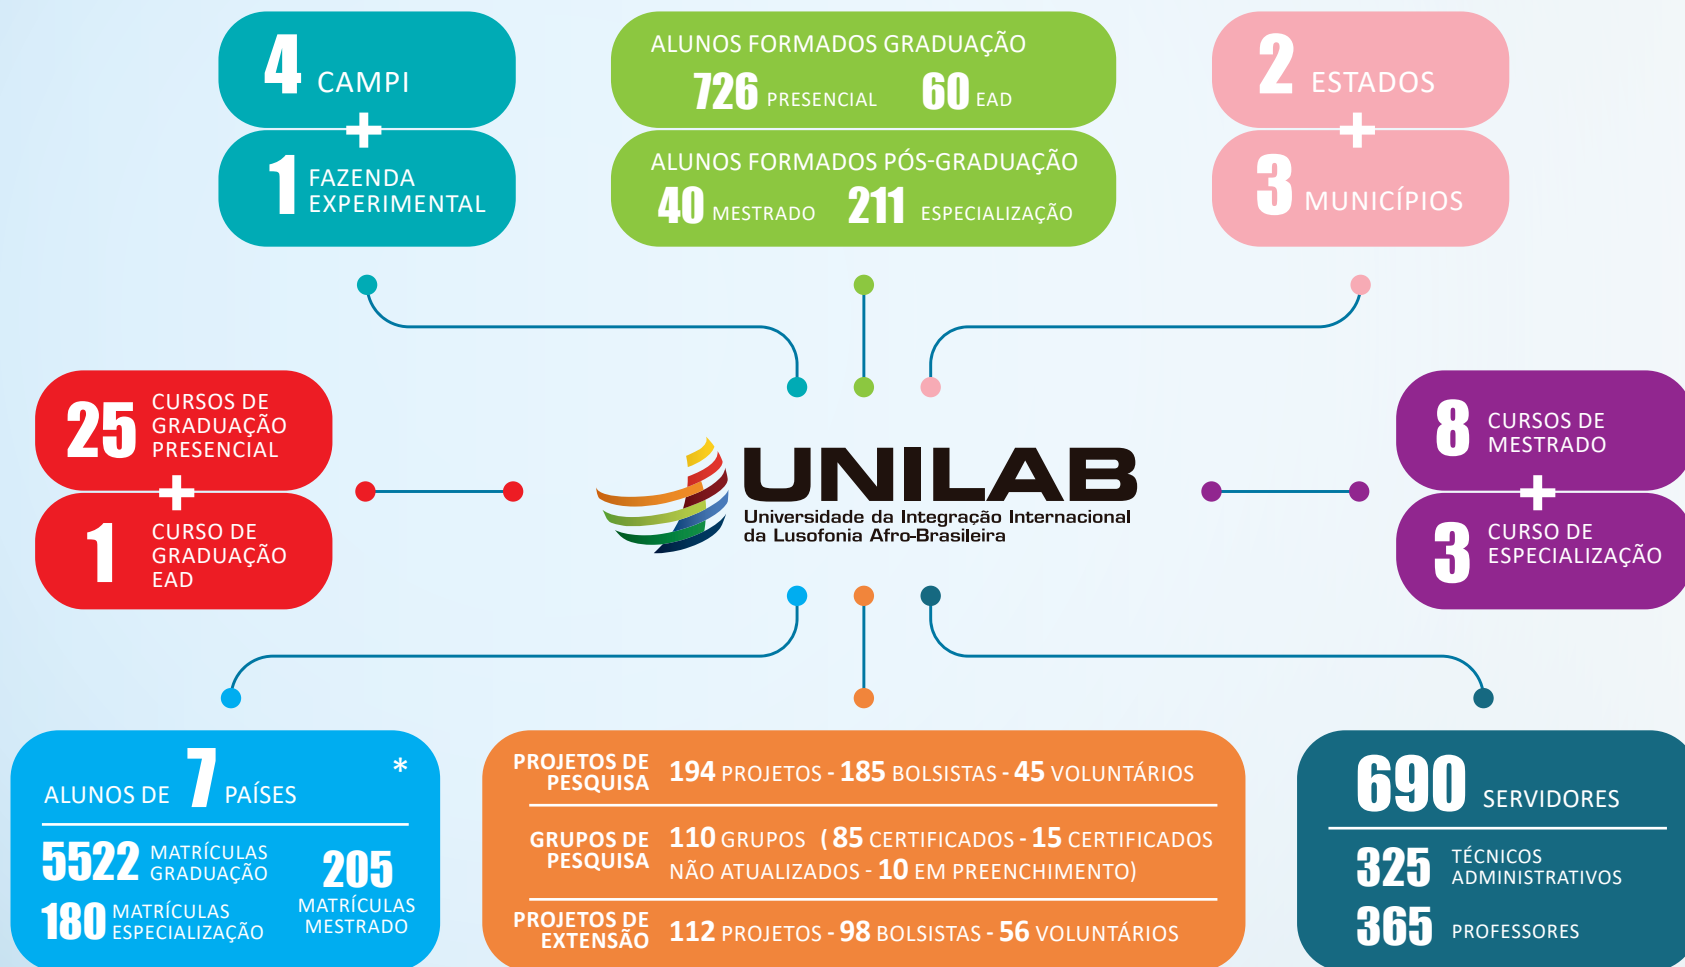 4 CAMPI
+
1 FAZENDA
EXPERIMENTAL
ALUNOS FORMADOS GRADUAÇÃO
726 PRESENCIAL 60 EAD
ALUNOS FORMADOS PÓS-GRADUAÇÃO
40 MESTRADO 211 ESPECIALIZAÇÃO
2 ESTADOS
+
3 MUNICÍPIOS
25 CURSOS DE
GRADUAÇÃO
PRESENCIAL
+
1 CURSO DE
GRADUAÇÃO
EAD
UNILAB
Universidade da Integração Internacional
da Lusofonia Afro-Brasileira
8 CURSOS DE
MESTRADO
+
3 CURSO DE
ESPECIALIZAÇÃO
ALUNOS DE 7 PAÍSES *
5522 MATRÍCULAS
GRADUAÇÃO
180 MATRÍCULAS
ESPECIALIZAÇÃO
205
MATRÍCULAS
MESTRADO
PROJETOS DE
PESQUISA
194 PROJETOS - 185 BOLSISTAS - 45 VOLUNTÁRIOS
GRUPOS DE
PESQUISA
110 GRUPOS ( 85 CERTIFICADOS - 15 CERTIFICADOS
NÃO ATUALIZADOS - 10 EM PREENCHIMENTO)
PROJETOS DE
EXTENSÃO
112 PROJETOS - 98 BOLSISTAS - 56 VOLUNTÁRIOS
690 SERVIDORES
325 TÉCNICOS
ADMINISTRATIVOS
365 PROFESSORES